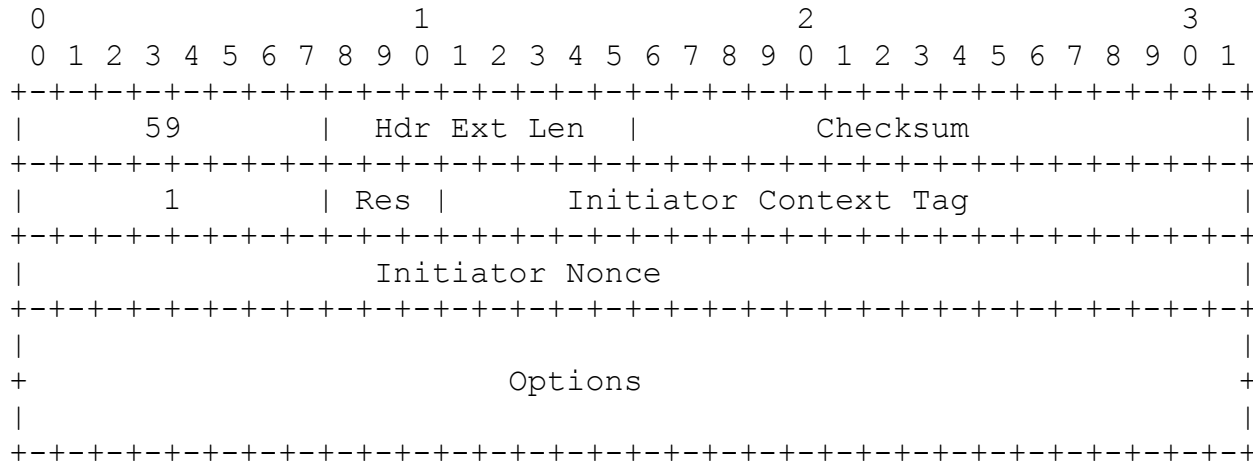 0                   1                   2                   3
 0 1 2 3 4 5 6 7 8 9 0 1 2 3 4 5 6 7 8 9 0 1 2 3 4 5 6 7 8 9 0 1
+-+-+-+-+-+-+-+-+-+-+-+-+-+-+-+-+-+-+-+-+-+-+-+-+-+-+-+-+-+-+-+-+
|      59       |  Hdr Ext Len  |         Checksum              |
+-+-+-+-+-+-+-+-+-+-+-+-+-+-+-+-+-+-+-+-+-+-+-+-+-+-+-+-+-+-+-+-+
|       1       | Res |      Initiator Context Tag              |
+-+-+-+-+-+-+-+-+-+-+-+-+-+-+-+-+-+-+-+-+-+-+-+-+-+-+-+-+-+-+-+-+
|                  Initiator Nonce                              |
+-+-+-+-+-+-+-+-+-+-+-+-+-+-+-+-+-+-+-+-+-+-+-+-+-+-+-+-+-+-+-+-+
|                                                               |
+                         Options                               +
|                                                               |
+-+-+-+-+-+-+-+-+-+-+-+-+-+-+-+-+-+-+-+-+-+-+-+-+-+-+-+-+-+-+-+-+